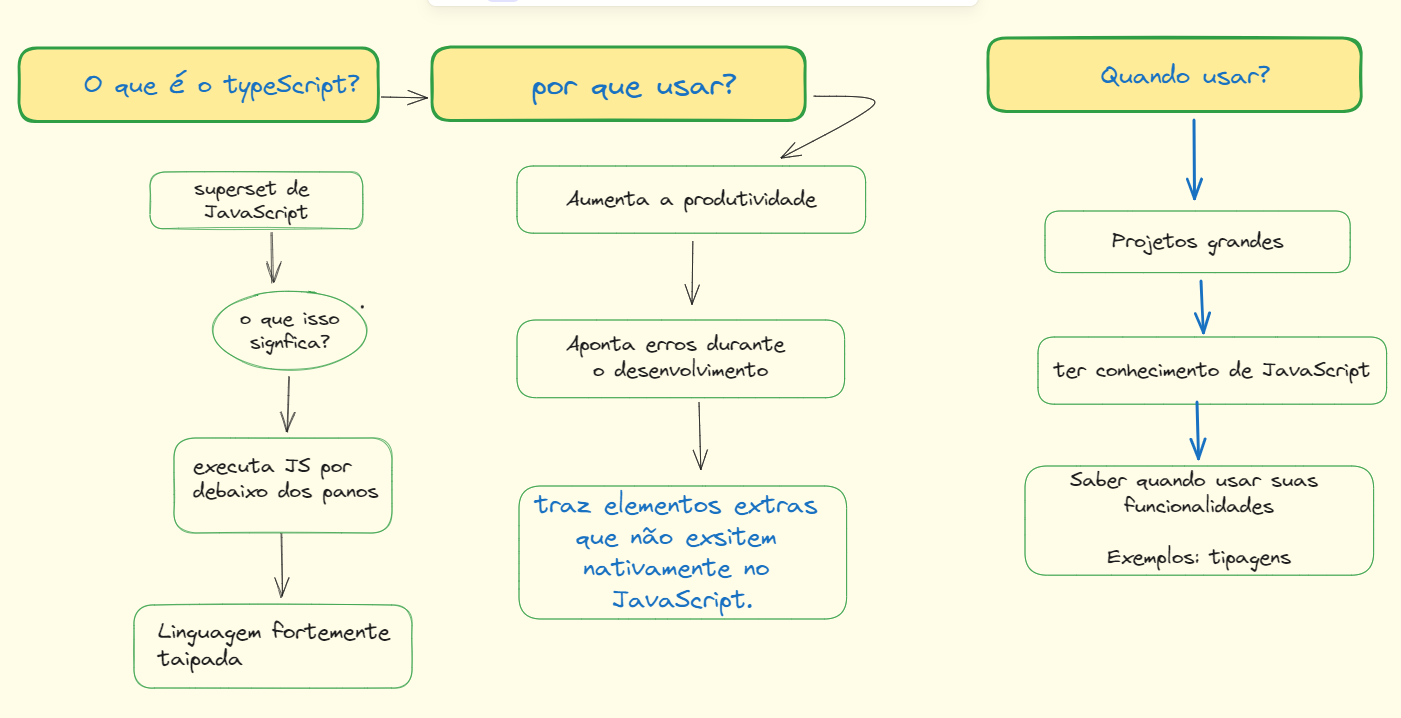 O que é o typeScript?
superset de
JavaScript
o que isso
signfica?
executa JS por
debaixo dos panos
Linguagem fortemente
taipada
por que usar?
Aumenta a produtividade
Aponta erros durante
o desenvolvimento
traz elementos extras
que não exsitem
nativamente no
JavaScript.
Quando usar?
Projetos grandes
ter conhecimento de JavaScript
Saber quando usar suas
funcionalidades
Exemplos: tipagens